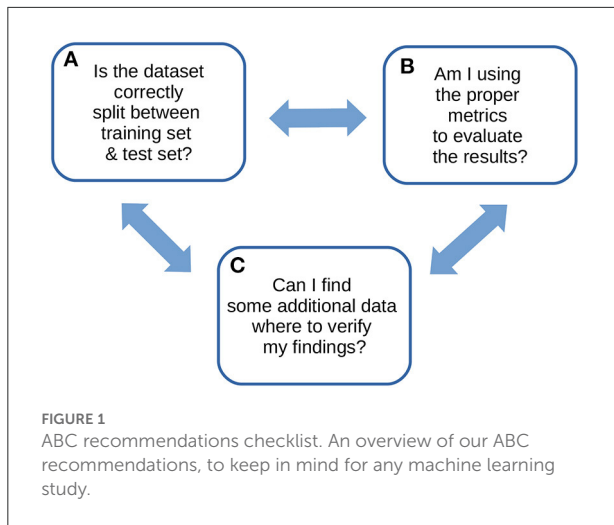 A
Is the dataset
correctly
split between
training set
& test set?
B
Am I using
the proper
metrics
to evaluate
the results?
C
Can I find
some additional data
where to verify
my findings?
FIGURE 1
ABC recommendations checklist. An overview of our ABC
recommendations, to keep in mind for any machine learning
study.